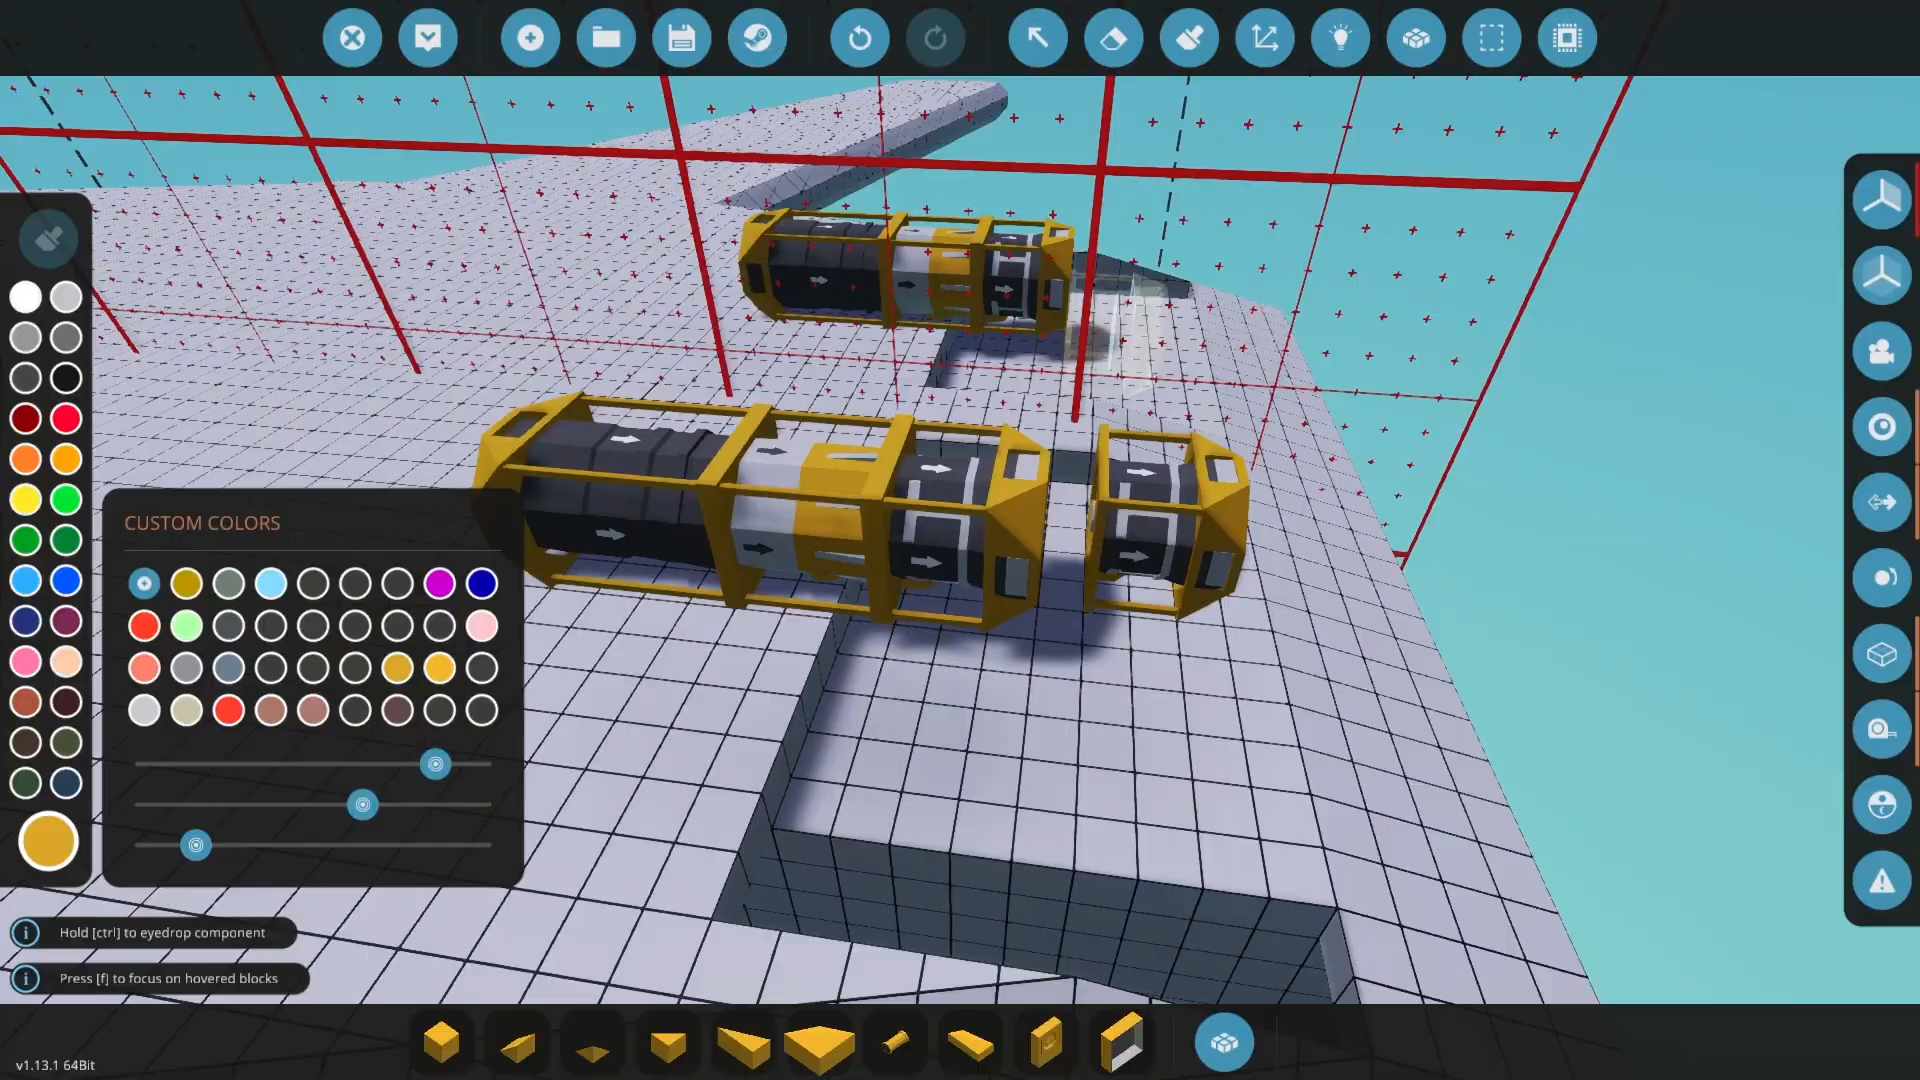 CUSTOM COLORS
Hold [ctrl] to eyedrop component
Press [f] to focus on hovered blocks
v1.13.1 64Bit